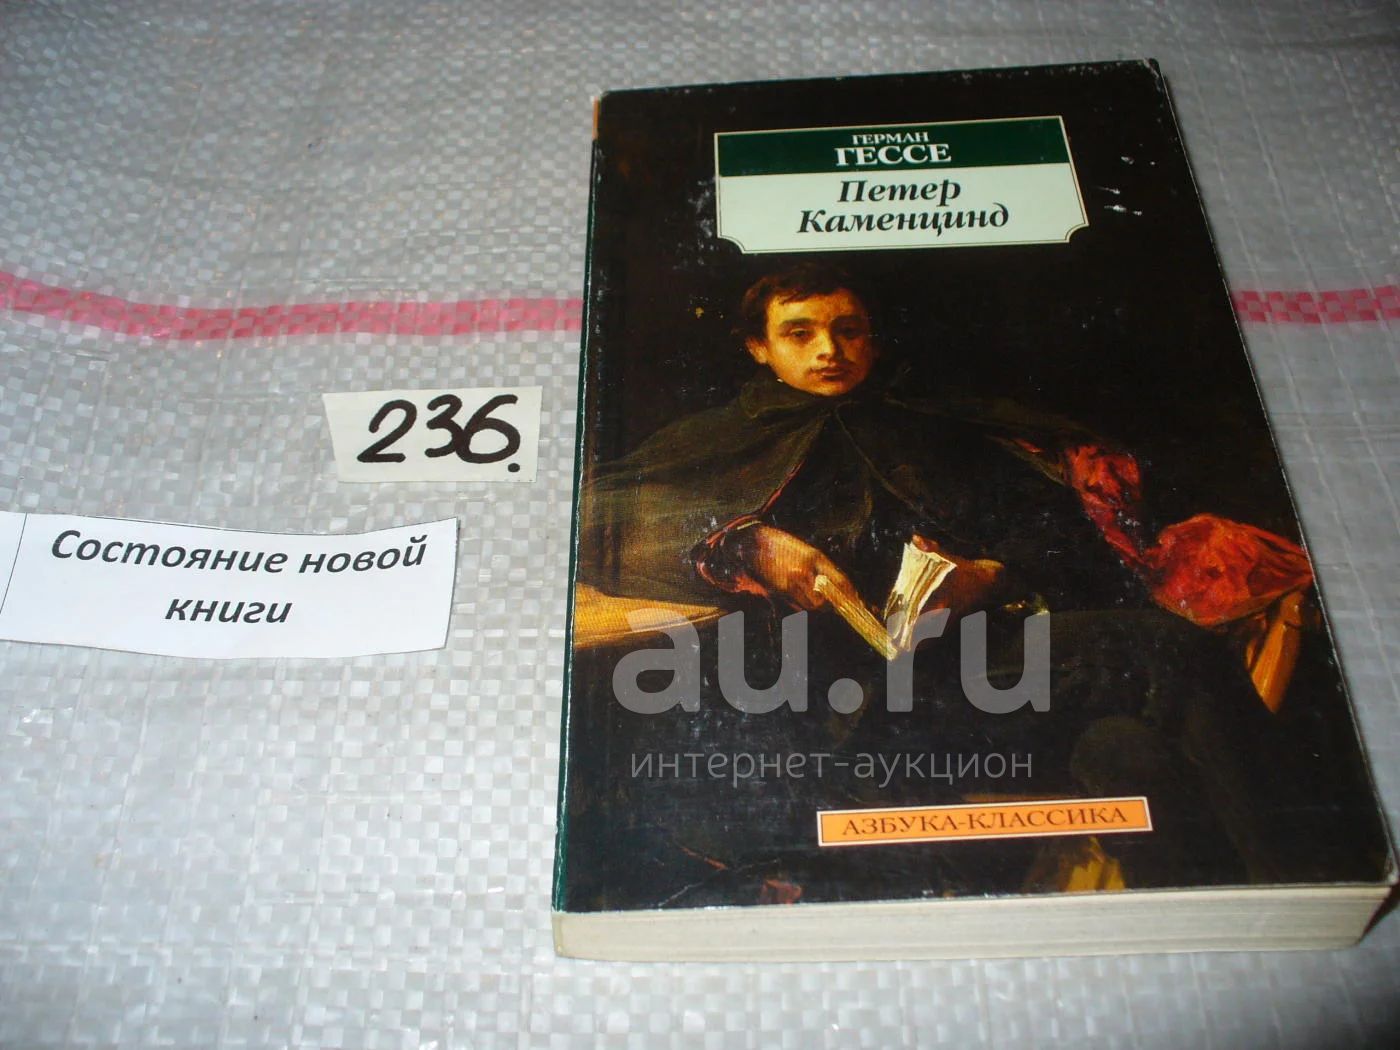 ГЕРМАН
ГЕССЕ
Петер
Каменцинд
236.
Состояние новой
книги
au.ru
интернет-аукцион
АЗБУКА-КЛАССИКА